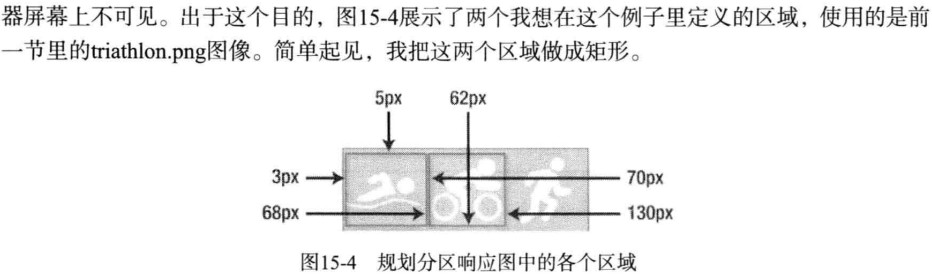 器屏幕上不可见。出于这个目的，图15-4展示了两个我想在这个例子里定义的区域，使用的是前
一节里的triathlon.png图像。简单起见，我把这两个区域做成矩形。
5px 62px
3px 70px
68px 130px
图15-4 规划分区响应图中的各个区域